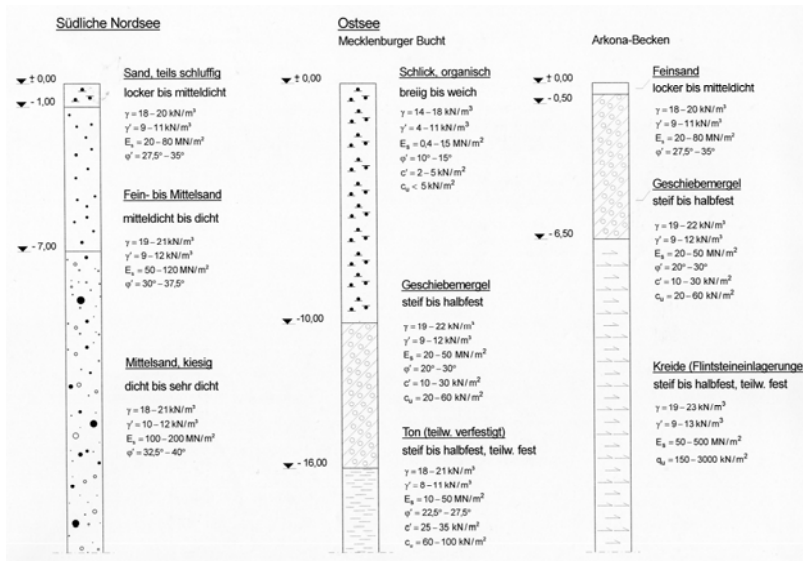 Südliche Nordsee
± 0,00
- 1,00
- 7,00
Sand, teils schluffig
locker bis mitteldicht
γ = 18 – 20 kN/m³
γ' = 9 – 11 kN/m³
Eₛ = 20 – 80 MN/m²
φ' = 27,5° – 35°
Fein- bis Mittelsand
mitteldicht bis dicht
γ = 19 – 21 kN/m³
γ' = 9 – 12 kN/m³
Eₛ = 50 – 120 MN/m²
φ' = 30° – 37,5°
Mittelsand, kiesig
dicht bis sehr dicht
γ = 18 – 21 kN/m³
γ' = 10 – 12 kN/m³
Eₛ = 100 – 200 MN/m²
φ' = 32,5° – 40°
Ostsee
Mecklenburger Bucht
± 0,00
-10,00
-16,00
Schlick, organisch
breiig bis weich
γ = 14 – 18 kN/m³
γ' = 4 – 11 kN/m³
Eₛ = 0,4 – 1,5 MN/m²
φ' = 10° – 15°
c' = 2 – 5 kN/m²
cᵤ < 5 kN/m²
Geschiebemergel
steif bis halbfest
γ = 19 – 22 kN/m³
γ' = 9 – 12 kN/m³
Eₛ = 20 – 50 MN/m²
φ' = 20° – 30°
c' = 10 – 30 kN/m²
cᵤ = 20 – 60 kN/m²
Ton (teilw. verfestigt)
steif bis halbfest, teilw. fest
γ = 18 – 21 kN/m³
γ' = 8 – 11 kN/m³
Eₛ = 10 – 50 MN/m²
φ' = 22,5° – 27,5°
c' = 25 – 35 kN/m²
cᵤ = 60 – 100 kN/m²
Arkona-Becken
± 0,00
- 0,50
- 6,50
Feinsand
locker bis mitteldicht
γ = 18 – 20 kN/m³
γ' = 9 – 11 kN/m³
Eₛ = 20 – 80 MN/m²
φ' = 27,5° – 35°
Geschiebemergel
steif bis halbfest
γ = 19 – 22 kN/m³
γ' = 9 – 12 kN/m³
Eₛ = 20 – 50 MN/m²
φ' = 20° – 30°
c' = 10 – 30 kN/m²
cᵤ = 20 – 60 kN/m²
Kreide (Flintsteineinlagerunge
steif bis halbfest, teilw. fest
γ = 19 – 23 kN/m³
γ' = 9 – 13 kN/m³
Eₛ = 50 – 500 MN/m²
qᵤ = 150 – 3000 kN/m²